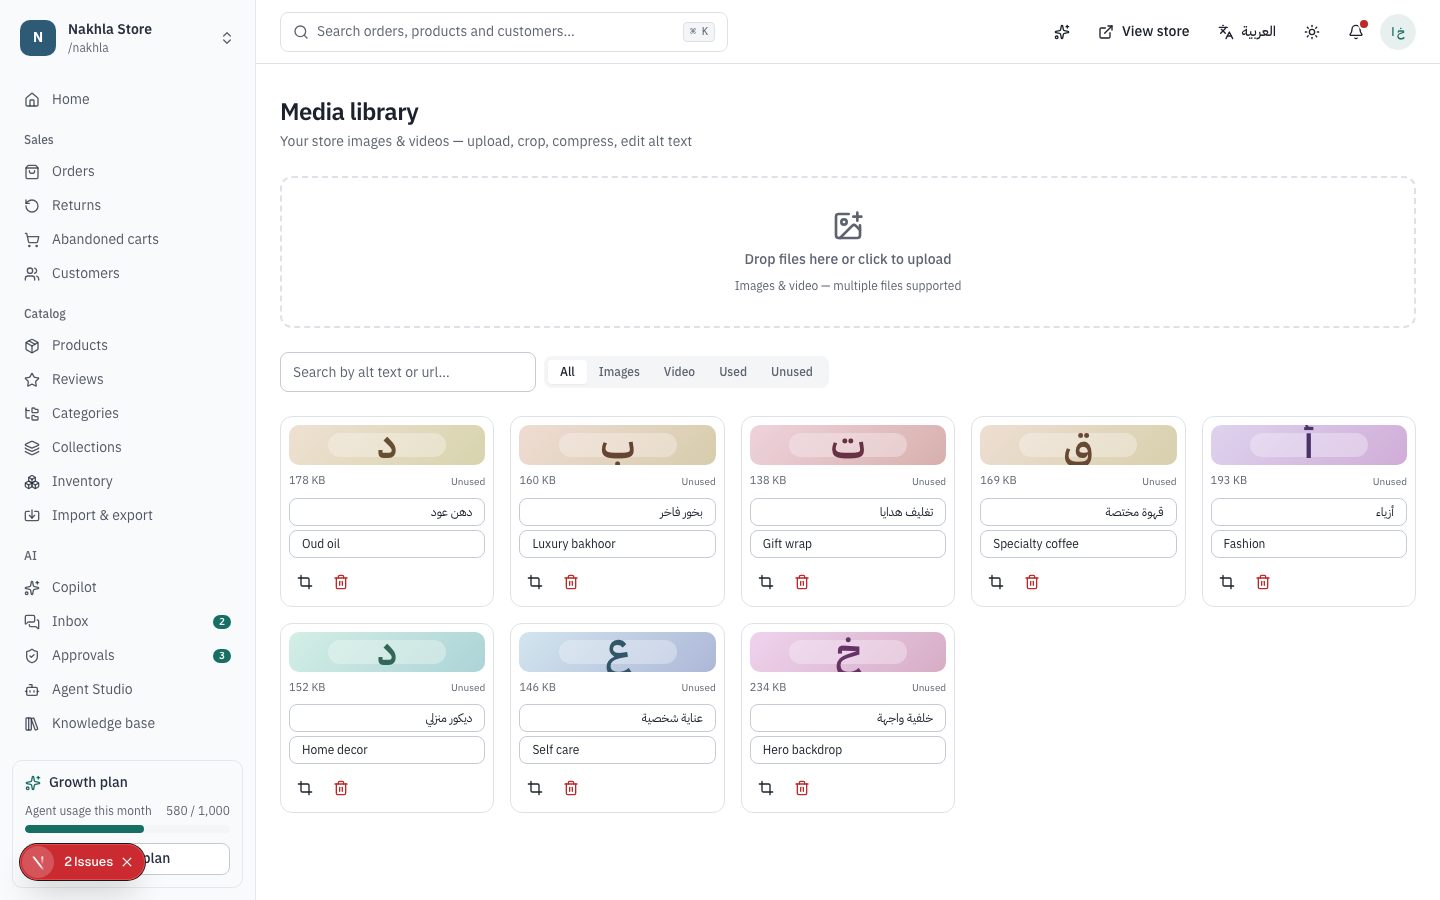 N
Nakhla Store
/nakhla
Search orders, products and customers...
⌘ K
View store
العربية
خ ا
Home
Sales
Orders
Returns
Abandoned carts
Customers
Catalog
Products
Reviews
Categories
Collections
Inventory
Import & export
AI
Copilot
Inbox 2
Approvals 3
Agent Studio
Knowledge base
Growth plan
Agent usage this month 580 / 1,000
plan
2 Issues
Media library
Your store images & videos — upload, crop, compress, edit alt text
Drop files here or click to upload
Images & video — multiple files supported
Search by alt text or url...
All Images Video Used Unused
د
178 KB Unused
دهن عود
Oud oil
ب
160 KB Unused
بخور فاخر
Luxury bakhoor
ت
138 KB Unused
تغليف هدايا
Gift wrap
ق
169 KB Unused
قهوة مختصة
Specialty coffee
أ
193 KB Unused
أزياء
Fashion
د
152 KB Unused
ديكور منزلي
Home decor
ع
146 KB Unused
عناية شخصية
Self care
خ
234 KB Unused
خلفية واجهة
Hero backdrop